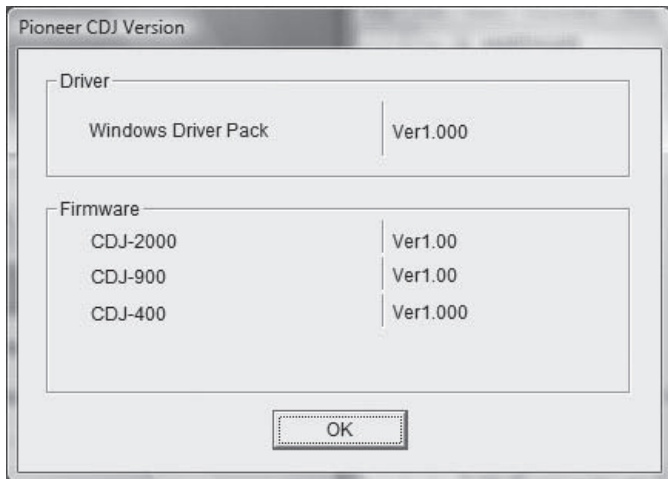 Pioneer CDJ Version
Driver
Windows Driver Pack Ver1.000
Firmware
CDJ-2000 Ver1.00
CDJ-900 Ver1.00
CDJ-400 Ver1.000
OK